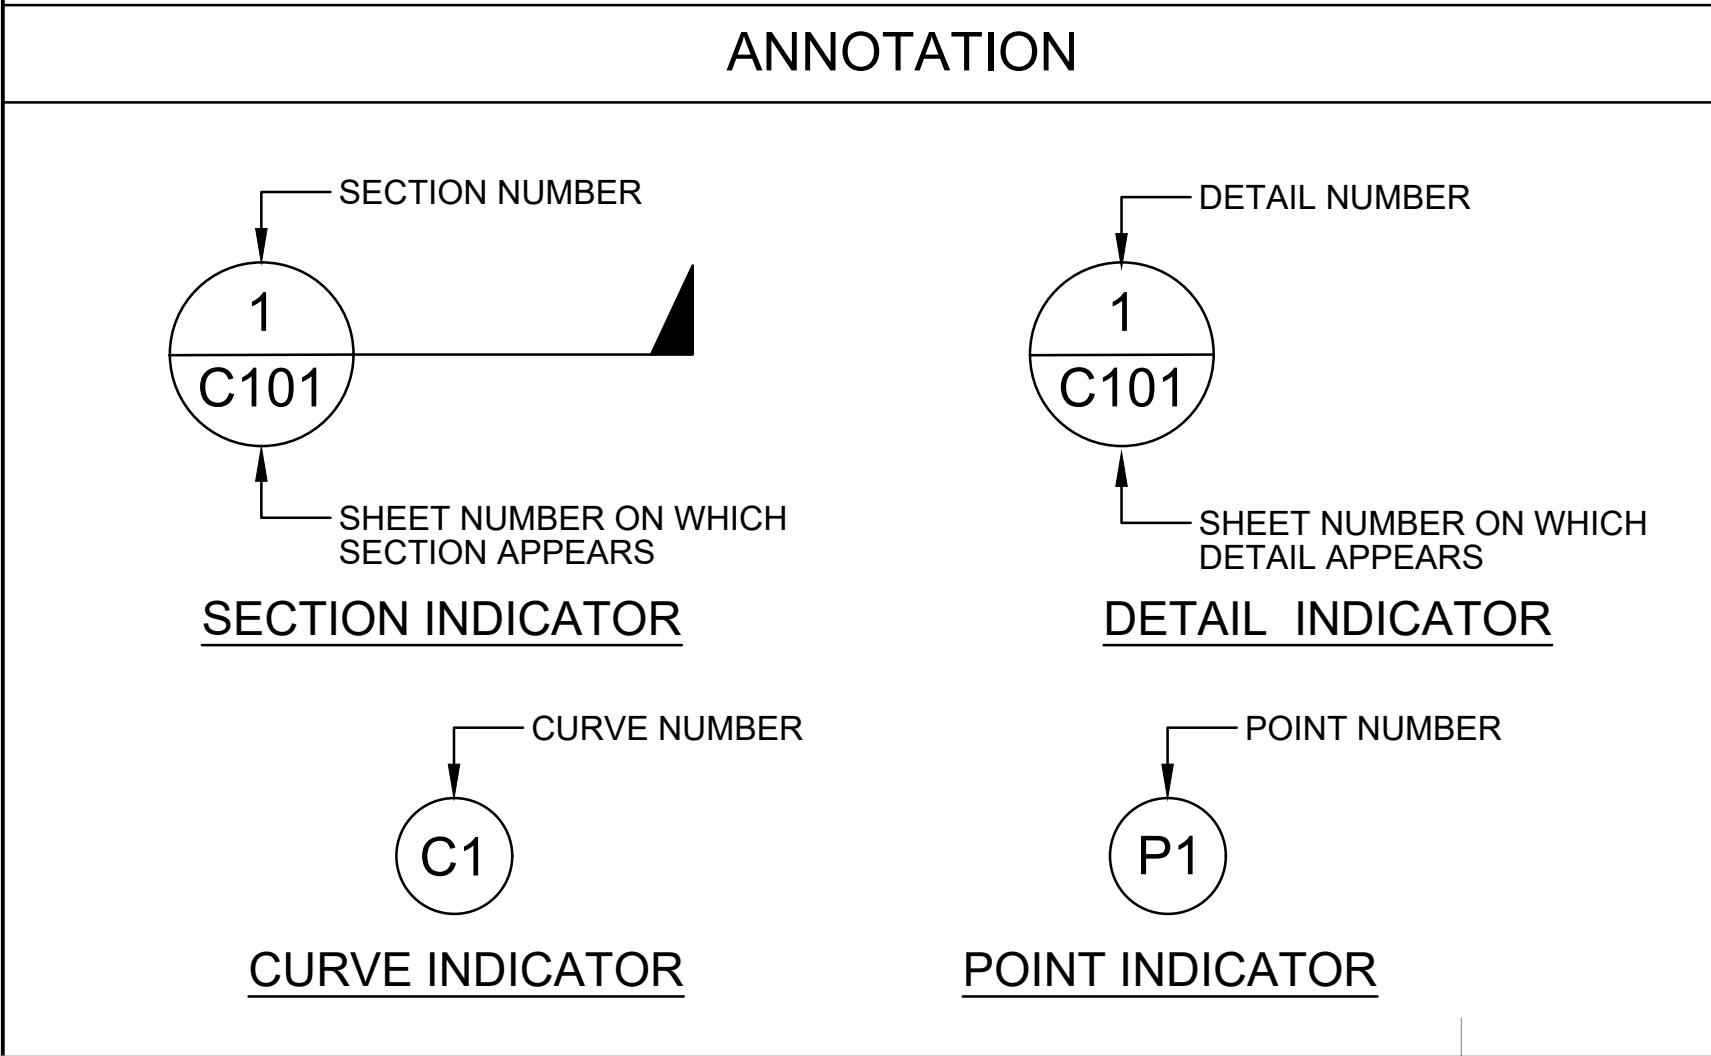 ANNOTATION
SECTION NUMBER
1
C101
SHEET NUMBER ON WHICH
SECTION APPEARS
SECTION INDICATOR
DETAIL NUMBER
1
C101
SHEET NUMBER ON WHICH
DETAIL APPEARS
DETAIL INDICATOR
CURVE NUMBER
C1
CURVE INDICATOR
POINT NUMBER
P1
POINT INDICATOR